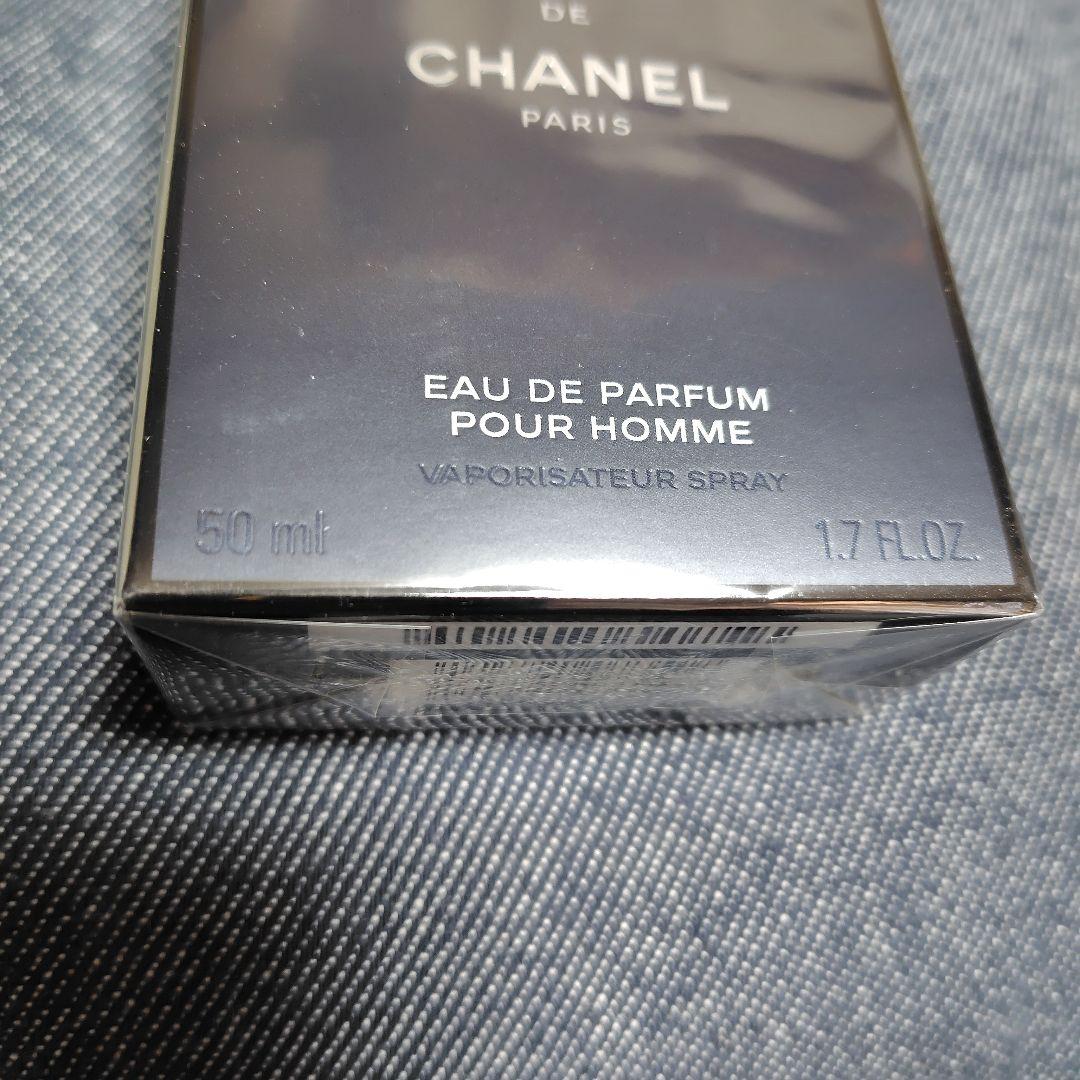 DE
CHANEL
PARIS
EAU DE PARFUM
POUR HOMME
VAPORISATEUR SPRAY
50 ml
1.7 FL.OZ.